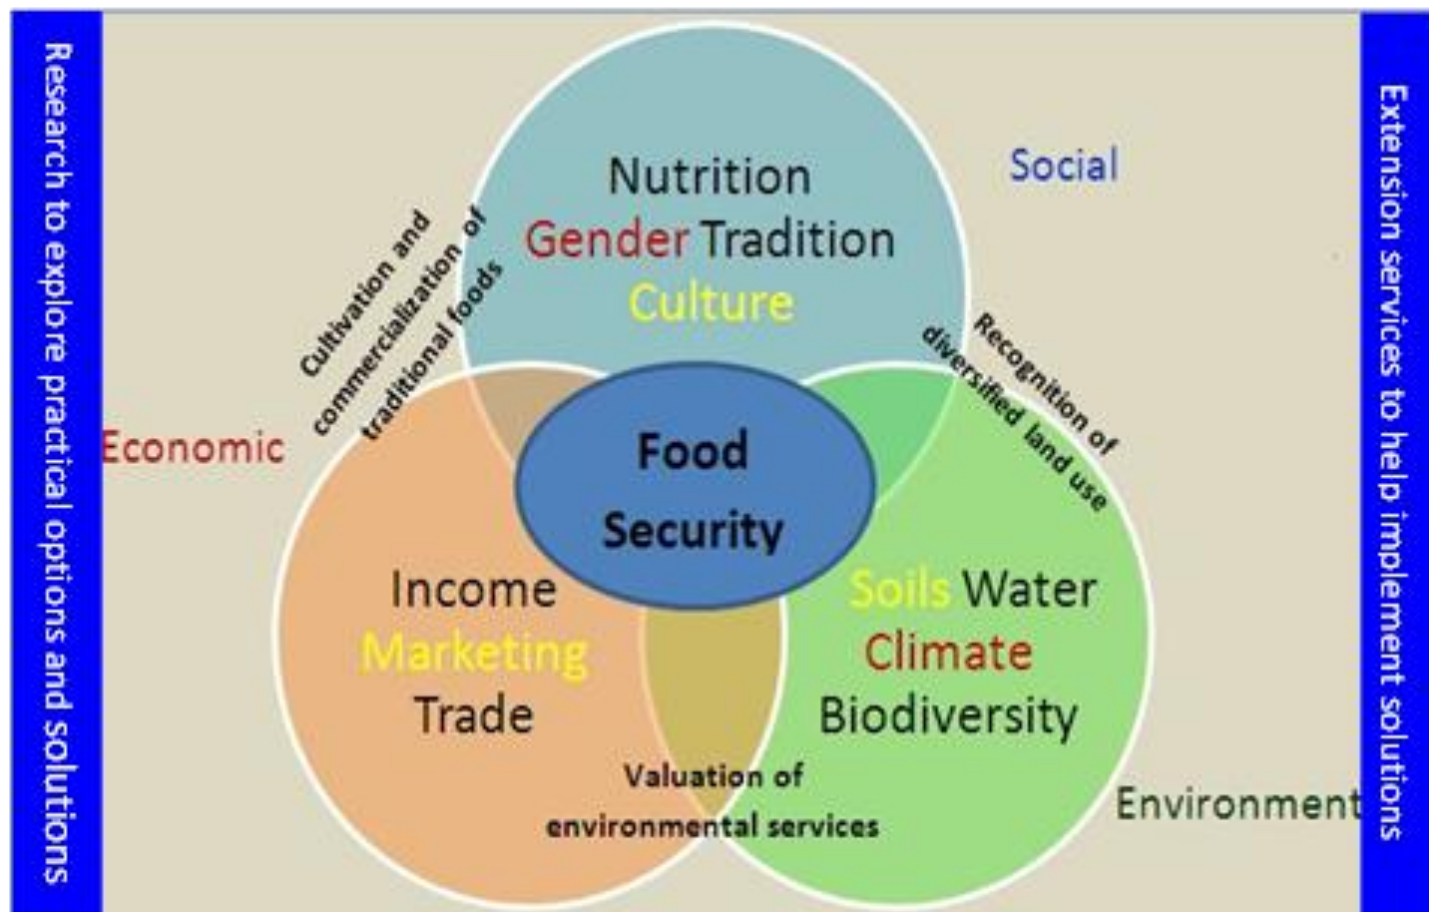 Research to explore practical options and solutions
Extension services to help implement solutions
Social
Nutrition
Gender Tradition
Culture
Cultivation and
commercialization of
traditional foods
Recognition of
diversified land use
Economic
Food
Security
Income
Marketing
Trade
Soils Water
Climate
Biodiversity
Valuation of
environmental services
Environment